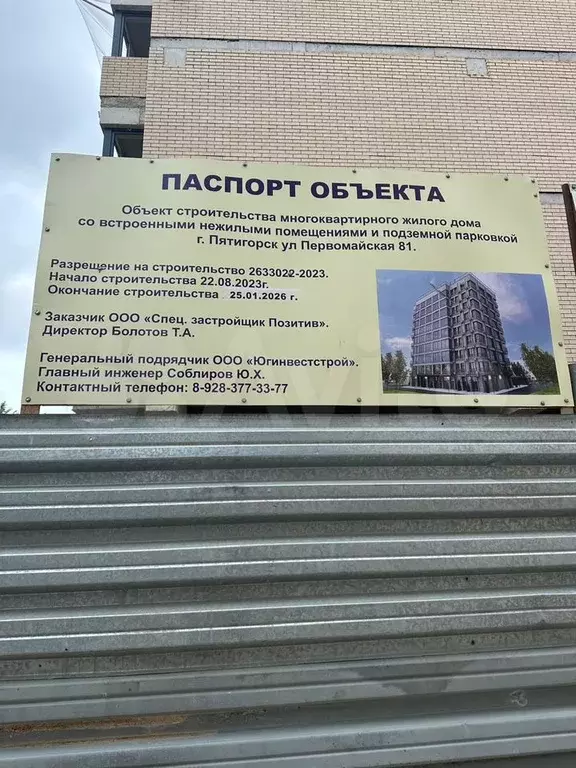 ПАСПОРТ ОБЪЕКТА
Объект строительства многоквартирного жилого дома
со встроенными нежилыми помещениями и подземной парковкой
г. Пятигорск ул Первомайская 81.
Разрещение на строительство 2633022-2023.
Начало строительства 22.08.2023г.
Окончание строительства 25.01.2026 г.
Заказчик ООО «Спец. застройщик Позитив».
Директор Болотов Т.А.
Генеральный подрядчик ООО «Югинвестстрой».
Главный инженер Соблиров Ю.Х.
Контактный телефон: 8-928-377-33-77
Avito